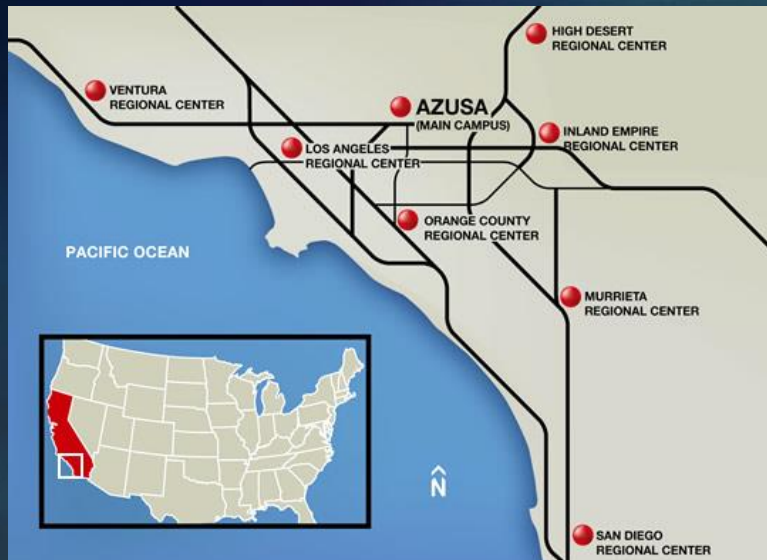 HIGH DESERT
REGIONAL CENTER
VENTURA
REGIONAL CENTER
AZUSA
(MAIN CAMPUS)
INLAND EMPIRE
REGIONAL CENTER
LOS ANGELES
REGIONAL CENTER
ORANGE COUNTY
REGIONAL CENTER
PACIFIC OCEAN
MURRIETA
REGIONAL CENTER
N
SAN DIEGO
REGIONAL CENTER